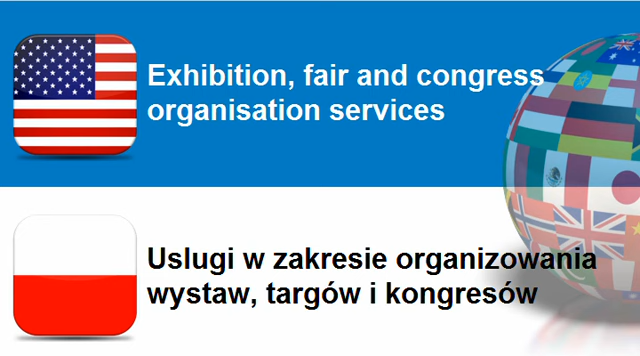 Exhibition, fair and congress
organisation services
Uslugi w zakresie organizowania
wystaw, targów i kongresów